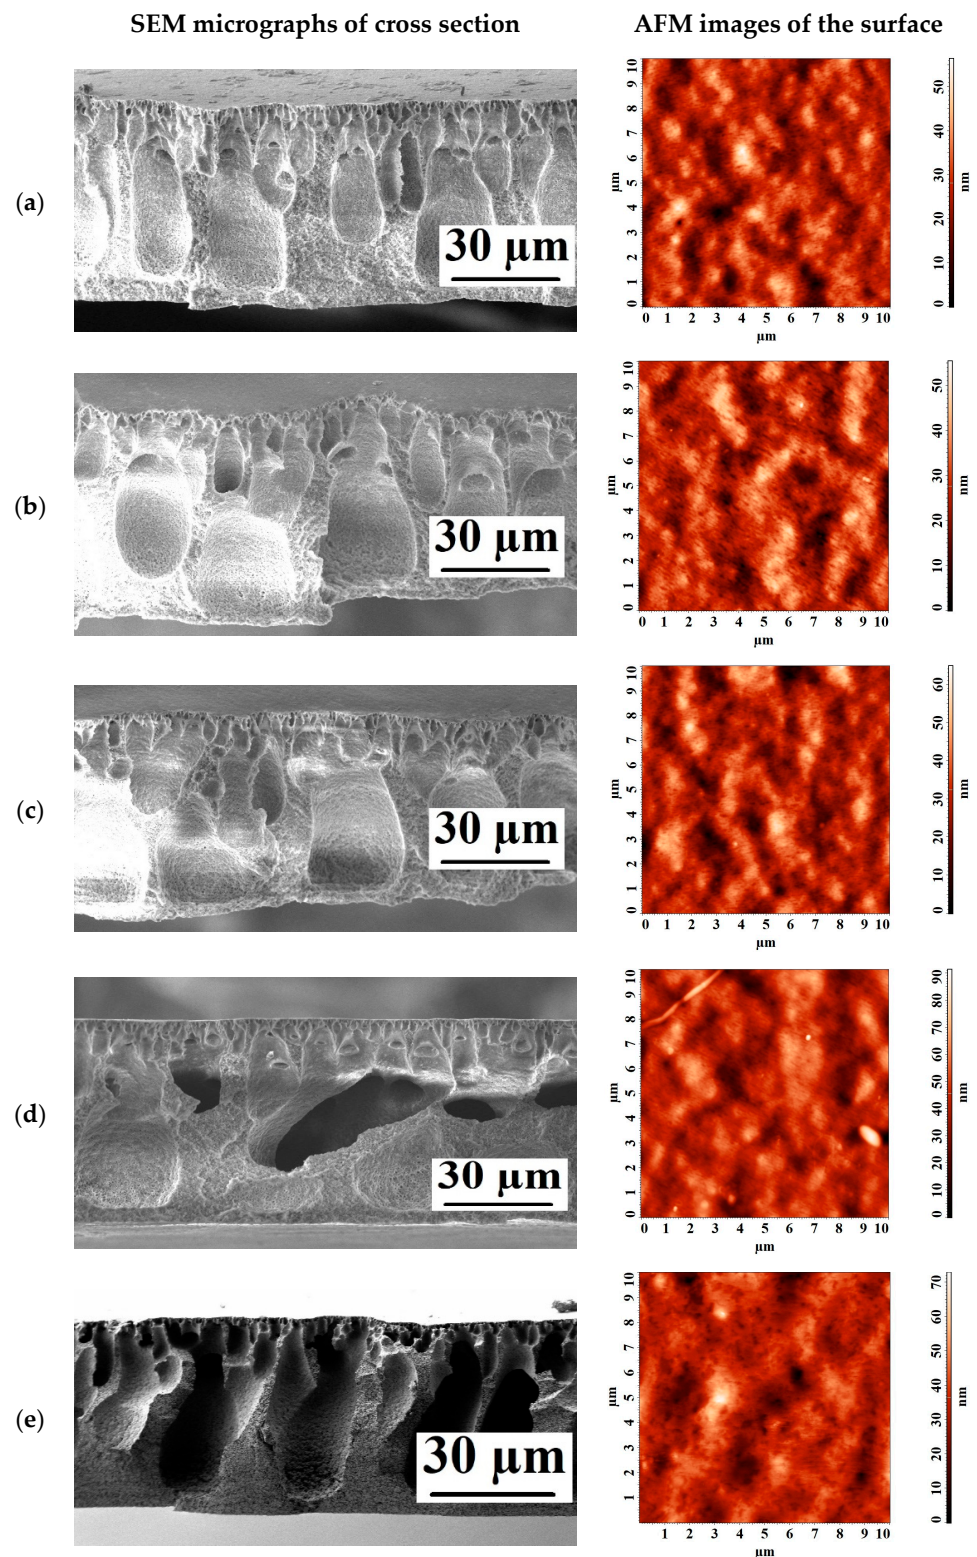 SEM micrographs of cross section
AFM images of the surface
(a)
30 µm
µm
10
9
8
7
6
5
4
3
2
1
0
0 1 2 3 4 5 6 7 8 9 10
µm
50
40
30
20
10
0
nm
(b)
30 µm
µm
10
9
8
7
6
5
4
3
2
1
0
0 1 2 3 4 5 6 7 8 9 10
µm
50
40
30
20
10
0
nm
(c)
30 µm
µm
10
9
8
7
6
5
4
3
2
1
0
0 1 2 3 4 5 6 7 8 9 10
µm
60
50
40
30
20
10
0
nm
(d)
30 µm
µm
10
9
8
7
6
5
4
3
2
1
0
0 1 2 3 4 5 6 7 8 9 10
µm
90
80
70
60
50
40
30
20
10
0
nm
(e)
30 µm
µm
10
9
8
7
6
5
4
3
2
1
1 2 3 4 5 6 7 8 9 10
µm
70
60
50
40
30
20
10
0
nm